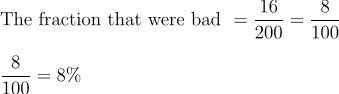 The fraction that were bad = 16/200 = 8/100
8/100 = 8%